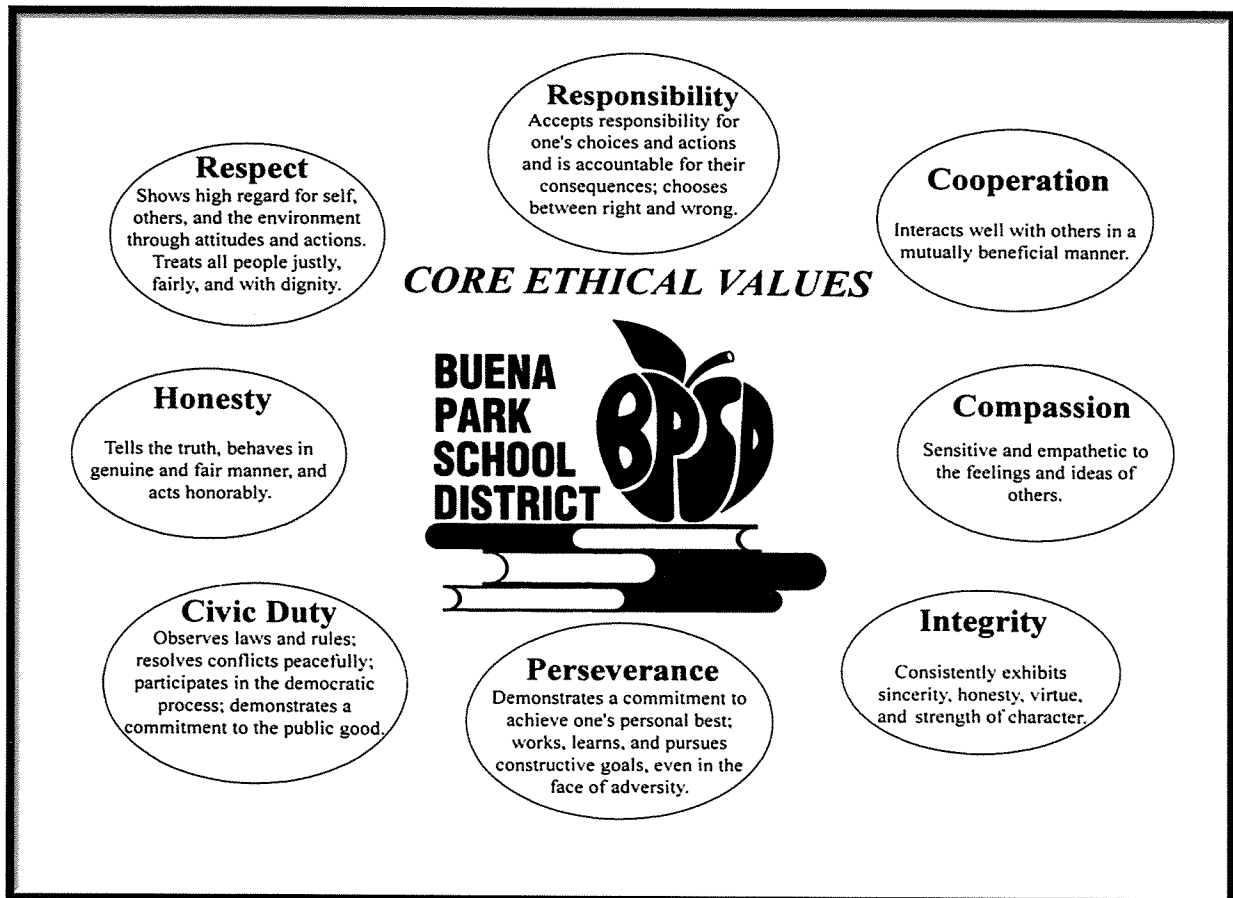 Responsibility
Accepts responsibility for
one's choices and actions
and is accountable for their
consequences; chooses
between right and wrong.
Respect
Shows high regard for self,
others, and the environment
through attitudes and actions.
Treats all people justly,
fairly, and with dignity.
Cooperation
Interacts well with others in a
mutually beneficial manner.
CORE ETHICAL VALUES
BUENA
PARK
SCHOOL
DISTRICT
BPSD
Honesty
Tells the truth, behaves in
genuine and fair manner, and
acts honorably.
Compassion
Sensitive and empathetic to
the feelings and ideas of
others.
Civic Duty
Observes laws and rules;
resolves conflicts peacefully;
participates in the democratic
process; demonstrates a
commitment to the public good.
Perseverance
Demonstrates a commitment to
achieve one's personal best;
works, learns, and pursues
constructive goals, even in the
face of adversity.
Integrity
Consistently exhibits
sincerity, honesty, virtue,
and strength of character.